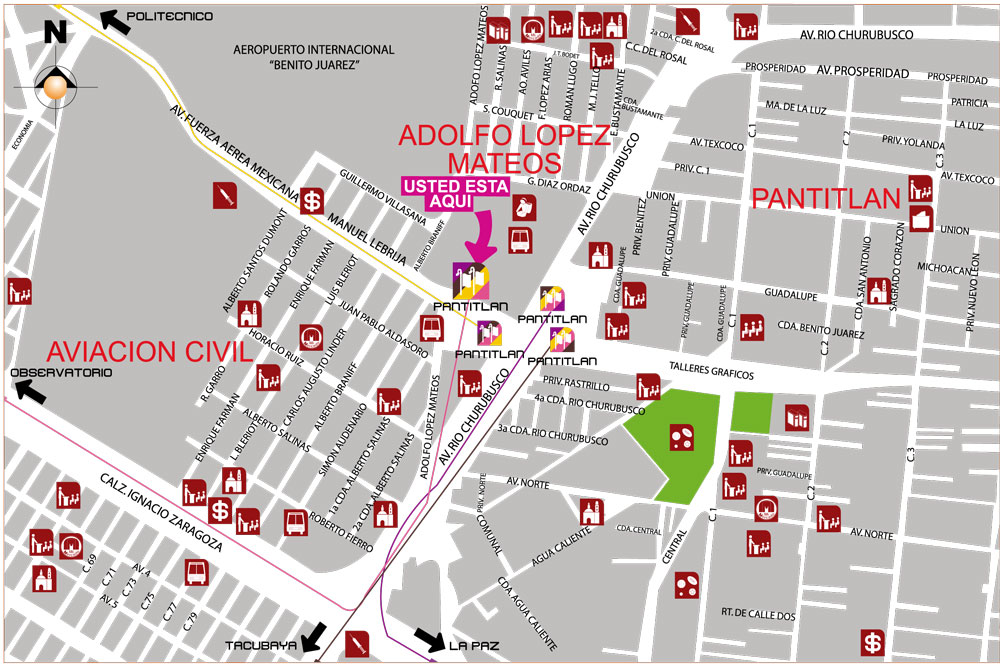 POLITECNICO
N
AEROPUERTO INTERNACIONAL
“BENITO JUAREZ”
ECONOMIA
AV. FUERZA AEREA MEXICANA
MANUEL LEBRIJA
ADOLFO LOPEZ MATEOS
R. SALINAS
AO. AVILES
F. LOPEZ ARIAS
ROMAN LUGO
M. J. TELLO
E. BUSTAMANTE
J.T. BODET
S. COUQUET
CDA. BUSTAMANTE
2a CDA. C. DEL ROSAL
C.C. DEL ROSAL
AV. RIO CHURUBUSCO
PROSPERIDAD
AV. PROSPERIDAD
PROSPERIDAD
PATRICIA
MA. DE LA LUZ
LA LUZ
PRIV. YOLANDA
AV. TEXCOCO
AV. TEXCOCO
C. 1
C. 2
C. 3
PRIV. C. 1
ADOLFO LOPEZ
MATEOS
G. DIAZ ORDAZ
AV. RIO CHURUBUSCO
USTED ESTA
AQUI
PANTITLAN
UNION
UNION
PRIV. BENITEZ
PRIV. GUADALUPE
CDA. GUADALUPE
MICHOACAN
CDA. SAN ANTONIO
SAGRADO CORAZON
PRIV. NUEVO LEON
GUADALUPE
PRIV. GUADALUPE
CDA. GUADALUPE
C. 1
CDA. BENITO JUAREZ
C. 2
TALLERES GRAFICOS
GUILLERMO VILLASANA
ALBERTO BRANIFF
ALBERTO SANTOS DUMONT
ROLANDO GARROS
ENRIQUE FARMAN
LUIS BLERIOT
JUAN PABLO ALDASORO
HORACIO RUIZ
PANTITLAN
PANTITLAN
PANTITLAN
PANTITLAN
AVIACION CIVIL
OBSERVATORIO
R. GARRO
ENRIQUE FARMAN
L. BLERIOT
CARLOS AUGUSTO LINDER
ALBERTO BRANIFF
ALBERTO SALINAS
SIMON AUDENARIO
1a CDA. ALBERTO SALINAS
2a CDA. ALBERTO SALINAS
ROBERTO FIERRO
ADOLFO LOPEZ MATEOS
AV. RIO CHURUBUSCO
PRIV. RASTRILLO
4a CDA. RIO CHURUBUSCO
3a CDA. RIO CHURUBUSCO
AV. NORTE
PRIV. NORTE
COMUNAL
AGUA CALIENTE
CDA. AGUA CALIENTE
CDA. CENTRAL
CENTRAL
C. 1
PRIV. GUADALUPE
C. 2
C. 3
AV. NORTE
RT. DE CALLE DOS
CALZ. IGNACIO ZARAGOZA
C. 69
C. 71
C. 73
C. 75
C. 77
C. 79
AV. 4
AV. 5
TACUBAYA
LA PAZ